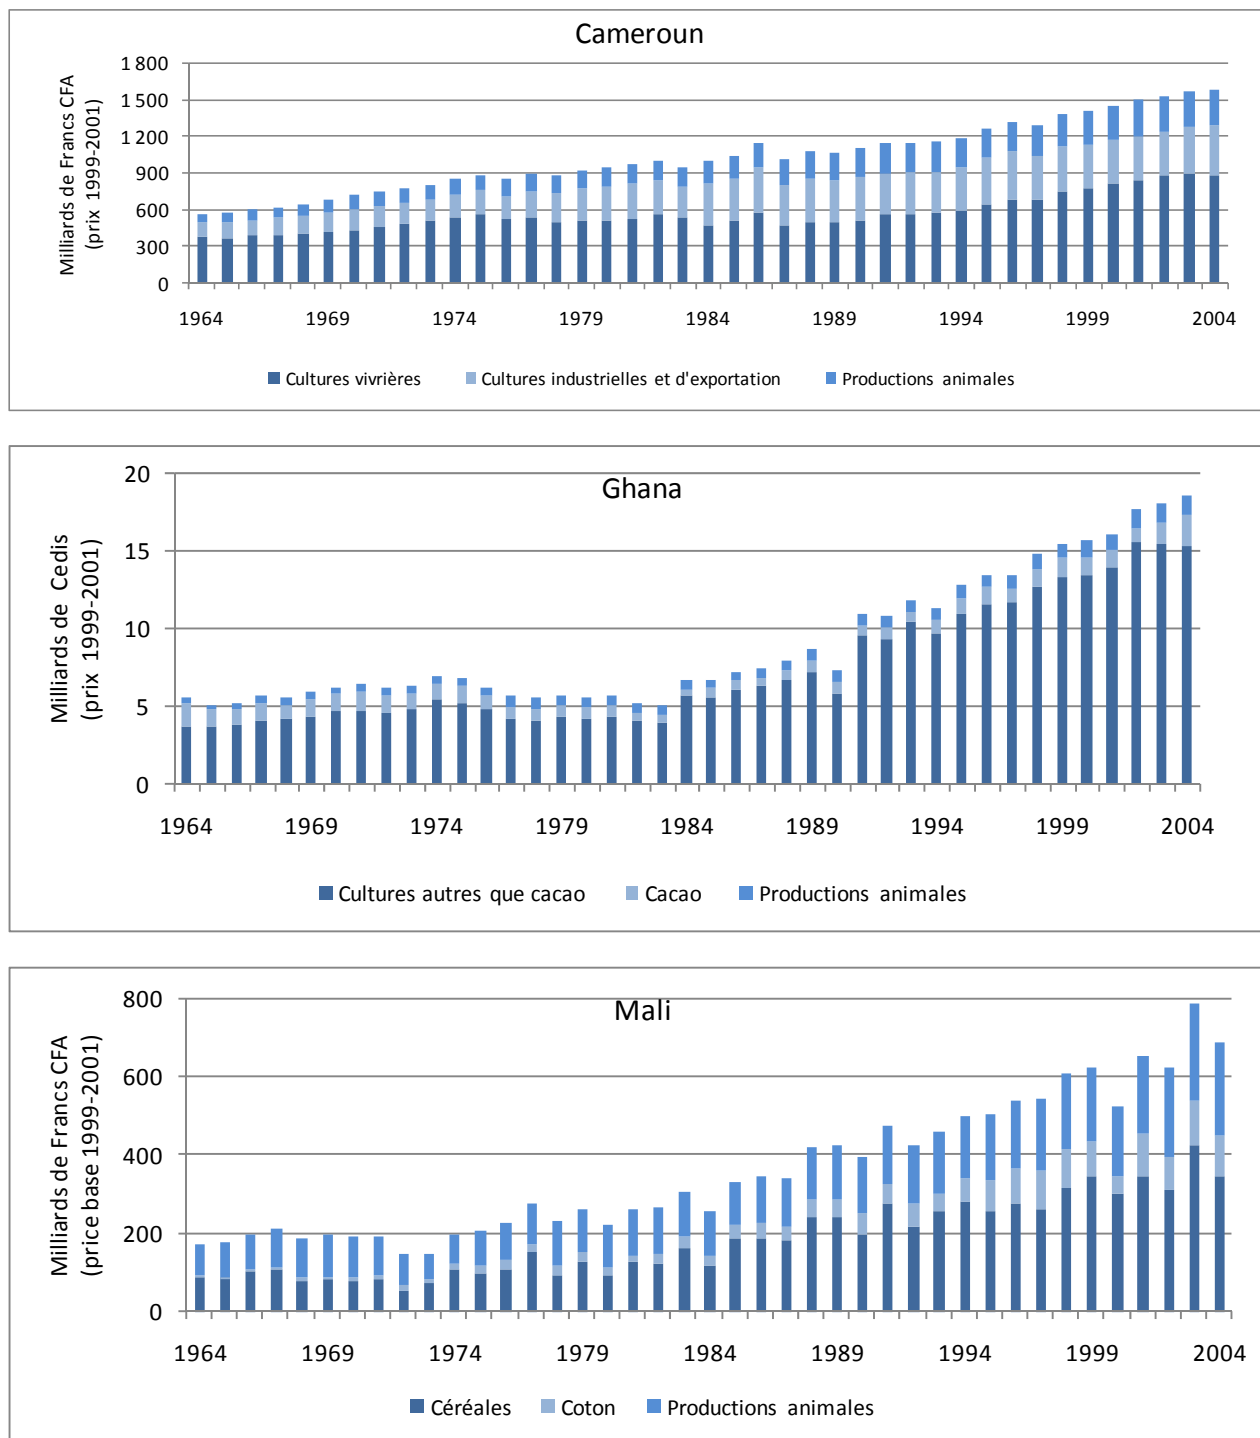 Cameroun
Milliards de Francs CFA
(prix 1999-2001)
1 800
1 500
1 200
900
600
300
0
1964 1969 1974 1979 1984 1989 1994 1999 2004
Cultures vivrières Cultures industrielles et d'exportation Productions animales
Ghana
Milliards de Cedis
(prix 1999-2001)
20
15
10
5
0
1964 1969 1974 1979 1984 1989 1994 1999 2004
Cultures autres que cacao Cacao Productions animales
Mali
Milliards de Francs CFA
(price base 1999-2001)
800
600
400
200
0
1964 1969 1974 1979 1984 1989 1994 1999 2004
Céréales Coton Productions animales